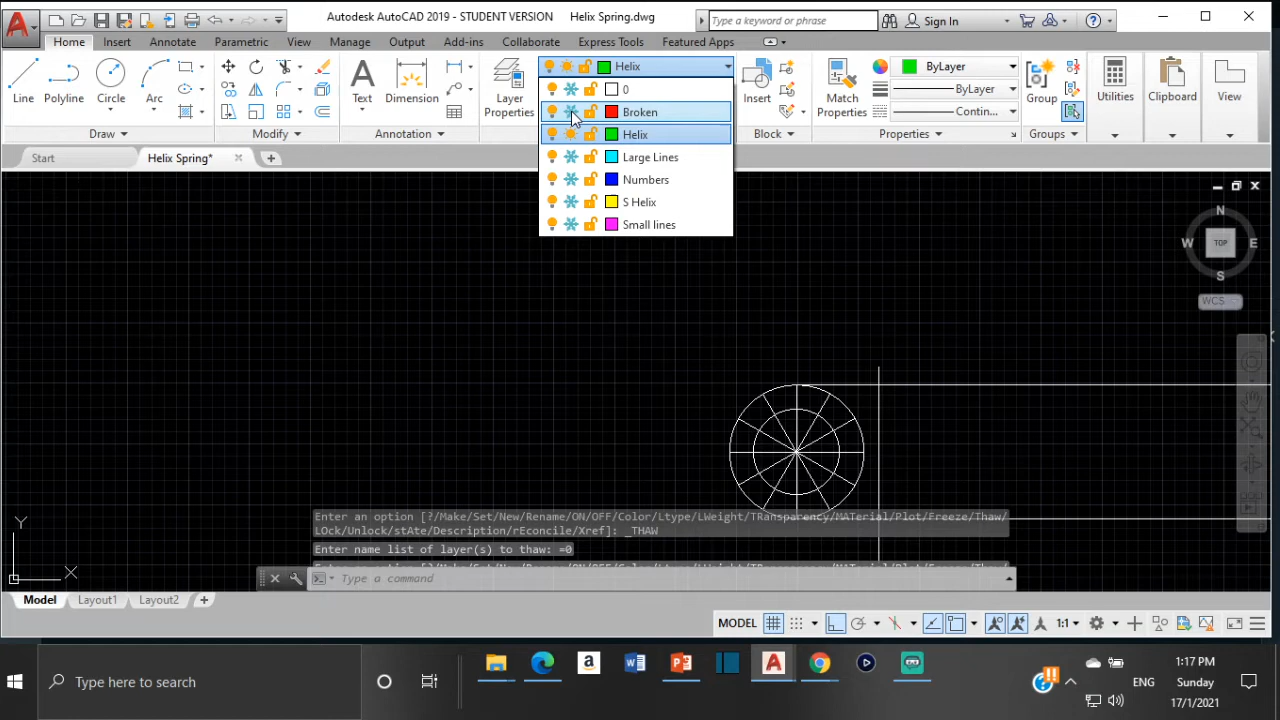 Autodesk AutoCAD 2019 - STUDENT VERSION Helix Spring.dwg
Type a keyword or phrase
Sign In
Home Insert Annotate Parametric View Manage Output Add-ins Collaborate Express Tools Featured Apps
Helix
ByLayer
ByLayer
Contin...
Line Polyline Circle Arc
Text Dimension
Layer Properties
Insert
Match Properties
Group
Utilities Clipboard View
Draw Modify Annotation Block Properties Groups
0
Broken
Helix
Large Lines
Numbers
S Helix
Small lines
Start Helix Spring*
N
W TOP E
S
WCS
Y
X
Enter an option [?/Make/Set/New/Rename/ON/OFF/Color/Ltype/LWeight/TRansparency/MATerial/Plot/Freeze/Thaw/
LOck/Unlock/stAte/Description/rEconcile/Xref]: _THAW
Enter name list of layer(s) to thaw: =0
Type a command
Model Layout1 Layout2
MODEL 1:1
Type here to search
ENG
1:17 PM
Sunday
17/1/2021